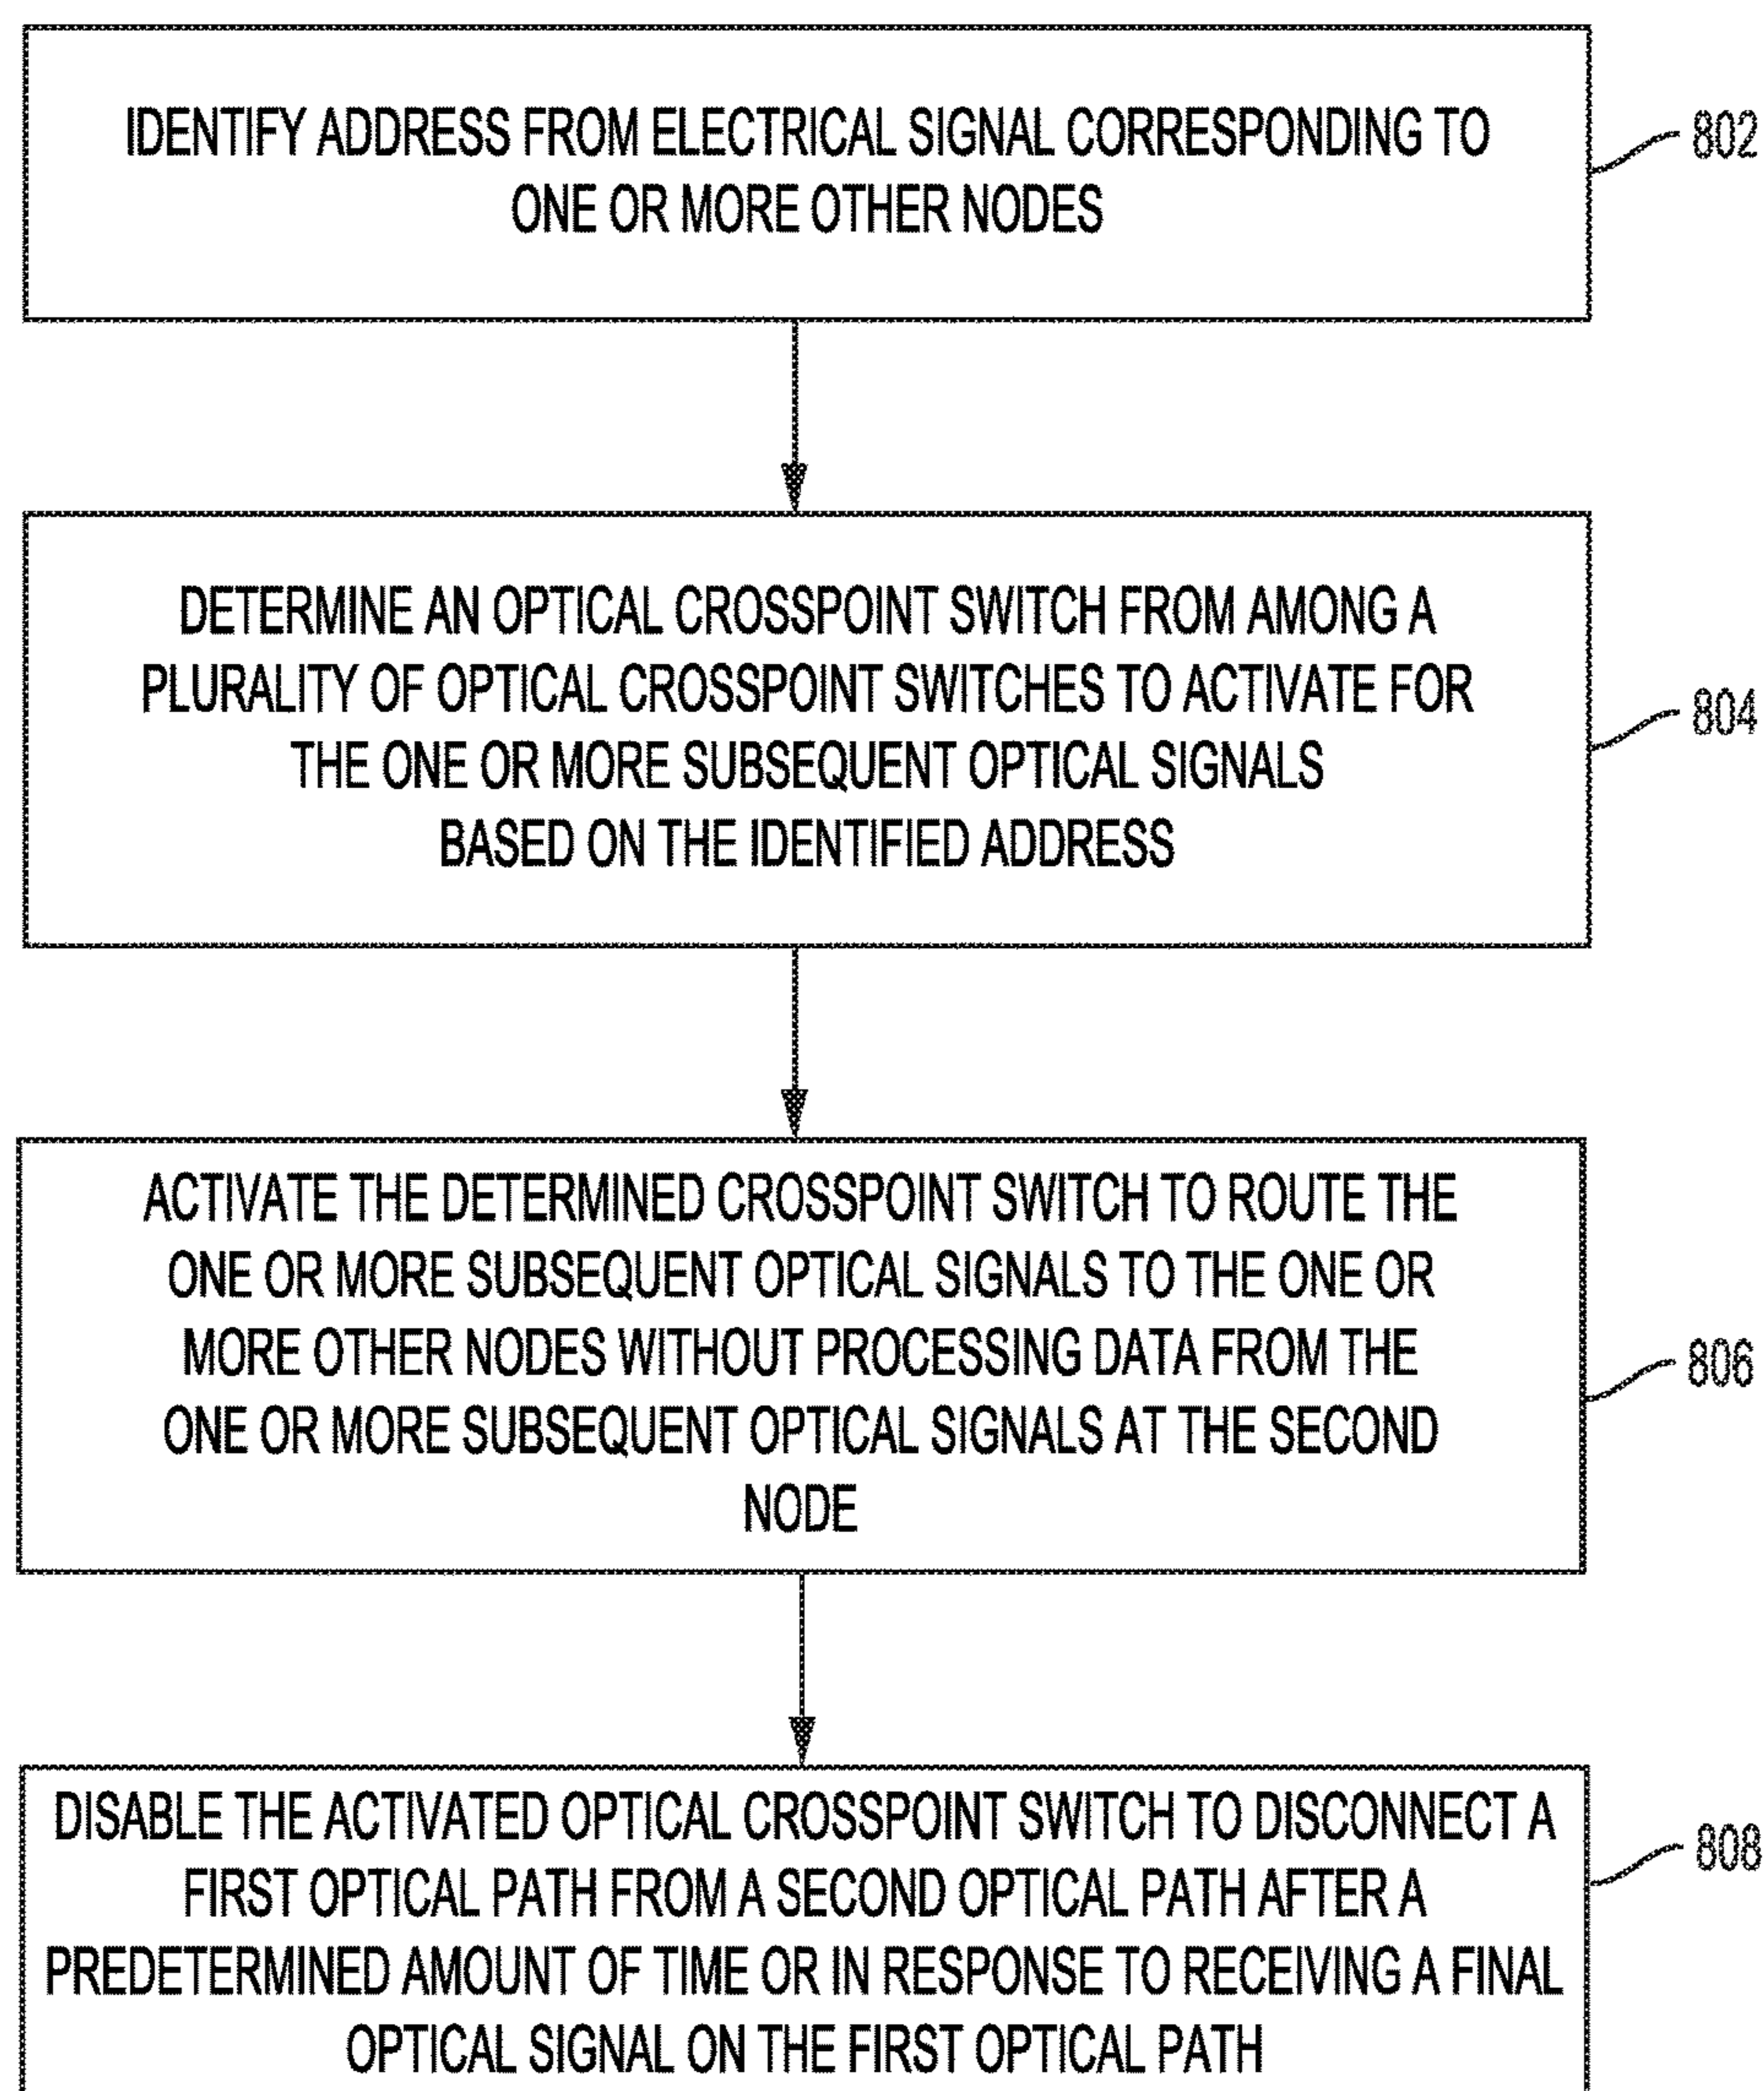 IDENTIFY ADDRESS FROM ELECTRICAL SIGNAL CORRESPONDING TO
ONE OR MORE OTHER NODES
802
DETERMINE AN OPTICAL CROSSPOINT SWITCH FROM AMONG A
PLURALITY OF OPTICAL CROSSPOINT SWITCHES TO ACTIVATE FOR
THE ONE OR MORE SUBSEQUENT OPTICAL SIGNALS
BASED ON THE IDENTIFIED ADDRESS
804
ACTIVATE THE DETERMINED CROSSPOINT SWITCH TO ROUTE THE
ONE OR MORE SUBSEQUENT OPTICAL SIGNALS TO THE ONE OR
MORE OTHER NODES WITHOUT PROCESSING DATA FROM THE
ONE OR MORE SUBSEQUENT OPTICAL SIGNALS AT THE SECOND
NODE
806
DISABLE THE ACTIVATED OPTICAL CROSSPOINT SWITCH TO DISCONNECT A
FIRST OPTICAL PATH FROM A SECOND OPTICAL PATH AFTER A
PREDETERMINED AMOUNT OF TIME OR IN RESPONSE TO RECEIVING A FINAL
OPTICAL SIGNAL ON THE FIRST OPTICAL PATH
808